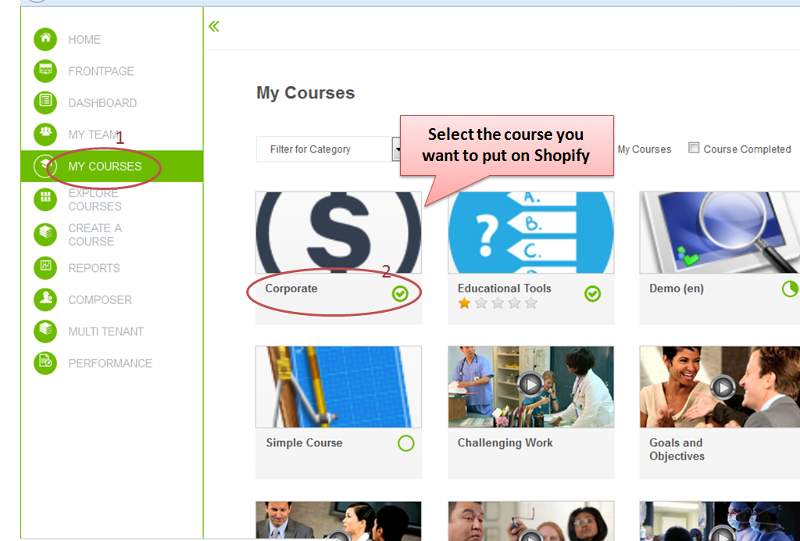 HOME
FRONTPAGE
DASHBOARD
MY TEAM
1
MY COURSES
EXPLORE
COURSES
CREATE A
COURSE
REPORTS
COMPOSER
MULTI TENANT
PERFORMANCE
My Courses
Filter for Category
Select the course you
want to put on Shopify
My Courses
Course Completed
$
2
Corporate
?
A.
B.
C.
Educational Tools
Demo (en)
Simple Course
Challenging Work
Goals and
Objectives